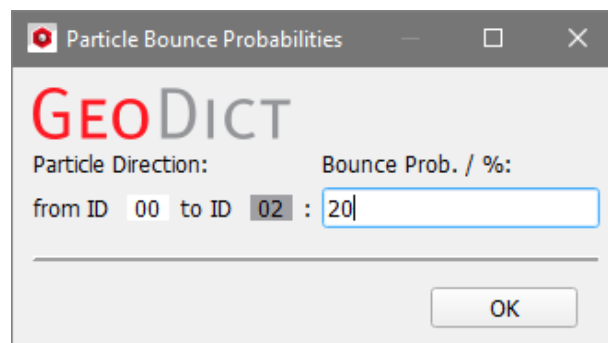 Particle Bounce Probabilities
GEODICT
Particle Direction: Bounce Prob. / %:
from ID 00 to ID 02 : 20
OK